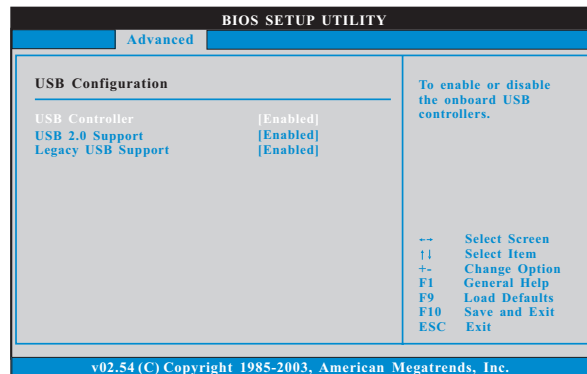 BIOS SETUP UTILITY
Advanced
USB Configuration
USB Controller [Enabled]
USB 2.0 Support [Enabled]
Legacy USB Support [Enabled]
To enable or disable
the onboard USB
controllers.
←→ Select Screen
↑↓ Select Item
+- Change Option
F1 General Help
F9 Load Defaults
F10 Save and Exit
ESC Exit
v02.54 (C) Copyright 1985-2003, American Megatrends, Inc.